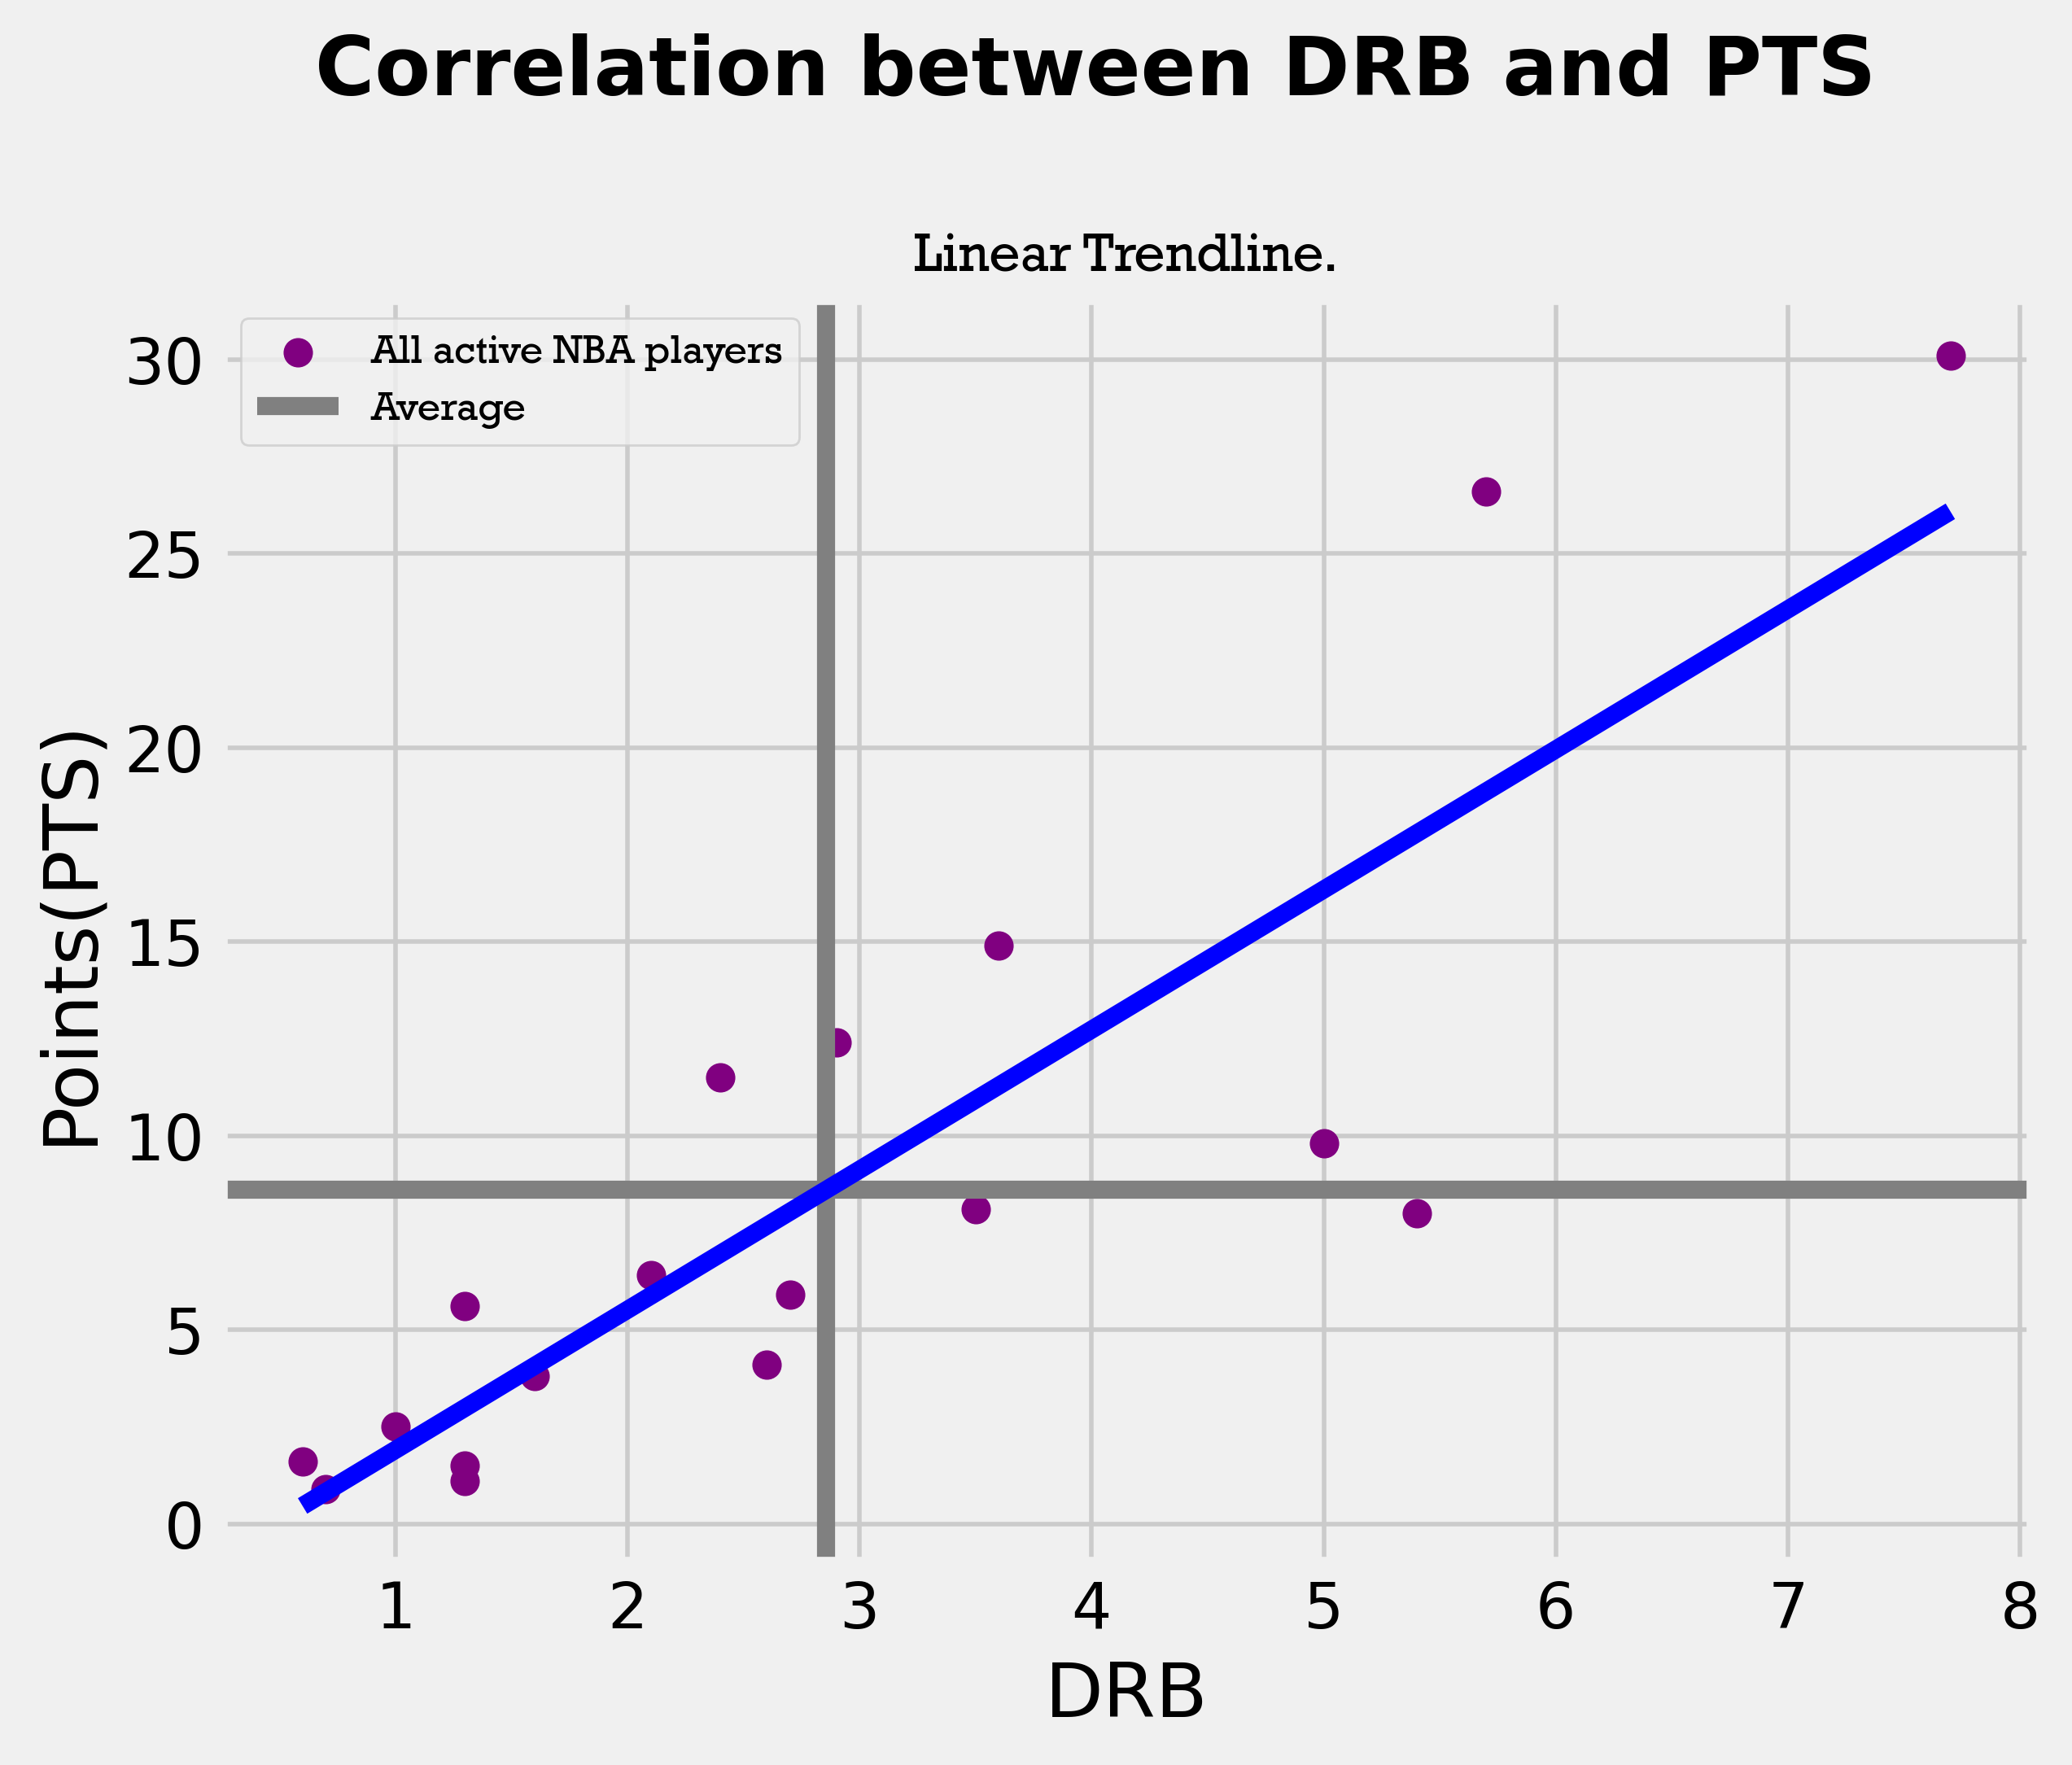 Correlation between DRB and PTS
Linear Trendline.
All active NBA players
Average
Points(PTS)
30
25
20
15
10
5
0
1 2 3 4 5 6 7 8
DRB